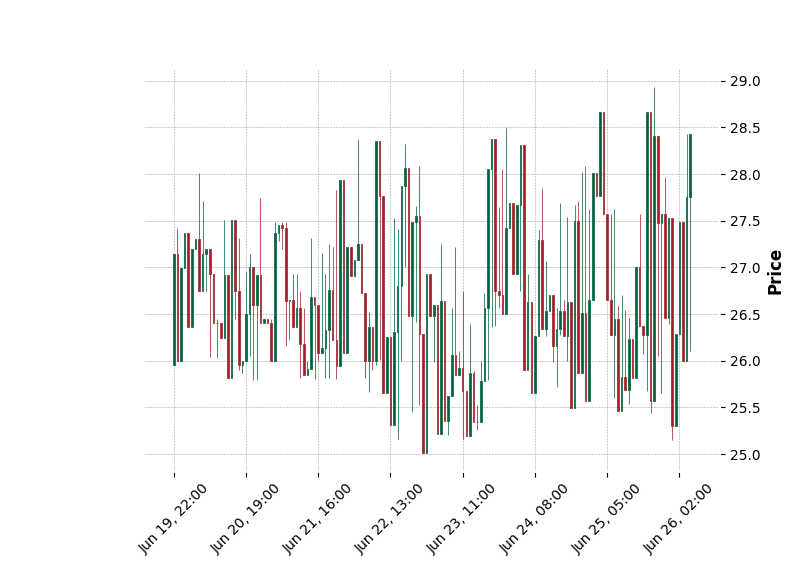 29.0
28.5
28.0
27.5
27.0
26.5
26.0
25.5
25.0
Price
Jun 19, 22:00
Jun 20, 19:00
Jun 21, 16:00
Jun 22, 13:00
Jun 23, 11:00
Jun 24, 08:00
Jun 25, 05:00
Jun 26, 02:00